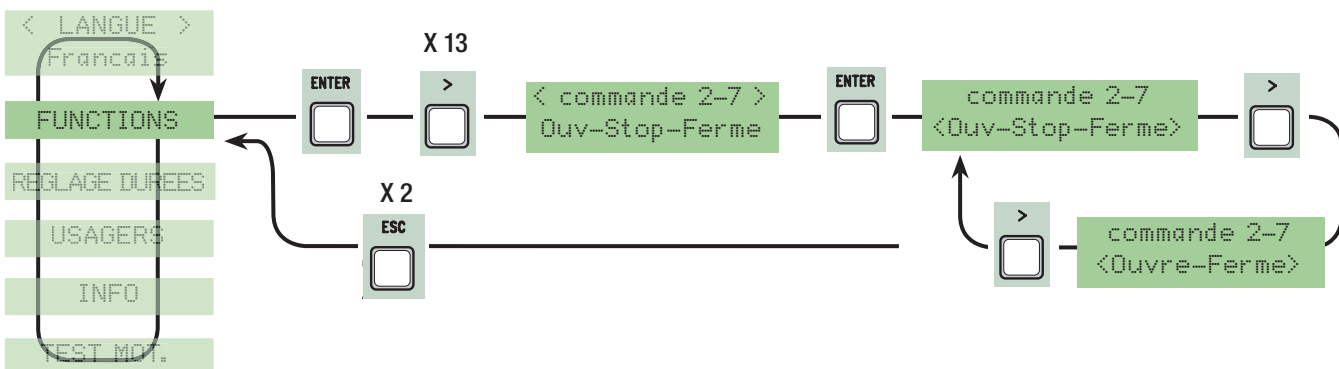 < LANGUE >
Francais
FUNCTIONS
REGLAGE DUREES
USAGERS
INFO
TEST MOT.
ENTER
X 13
>
< commande 2-7 >
Ouv-Stop-Ferme
ENTER
commande 2-7
<Ouv-Stop-Ferme>
>
X 2
ESC
>
commande 2-7
<Ouvre-Ferme>